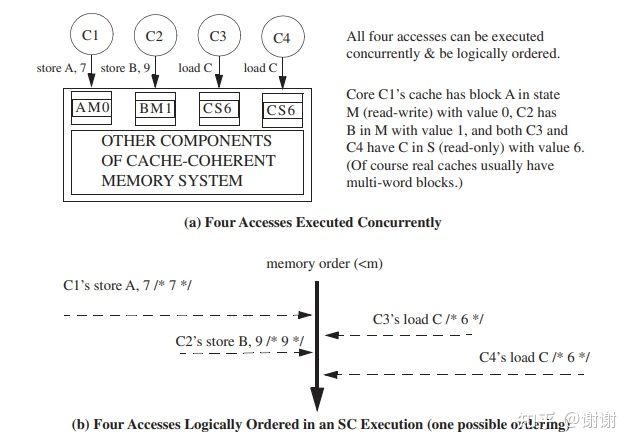 C1
C2
C3
C4
store A, 7
store B, 9
load C
load C
A M 0
B M 1
C S 6
C S 6
OTHER COMPONENTS
OF CACHE-COHERENT
MEMORY SYSTEM
All four accesses can be executed
concurrently & be logically ordered.
Core C1's cache has block A in state
M (read-write) with value 0, C2 has
B in M with value 1, and both C3 and
C4 have C in S (read-only) with value 6.
(Of course real caches usually have
multi-word blocks.)
(a) Four Accesses Executed Concurrently
memory order (<m)
C1's store A, 7 /* 7 */
C3's load C /* 6 */
C2's store B, 9 /* 9 */
C4's load C /* 6 */
(b) Four Accesses Logically Ordered in an SC Execution (one possible ordering)
知乎 @谢谢